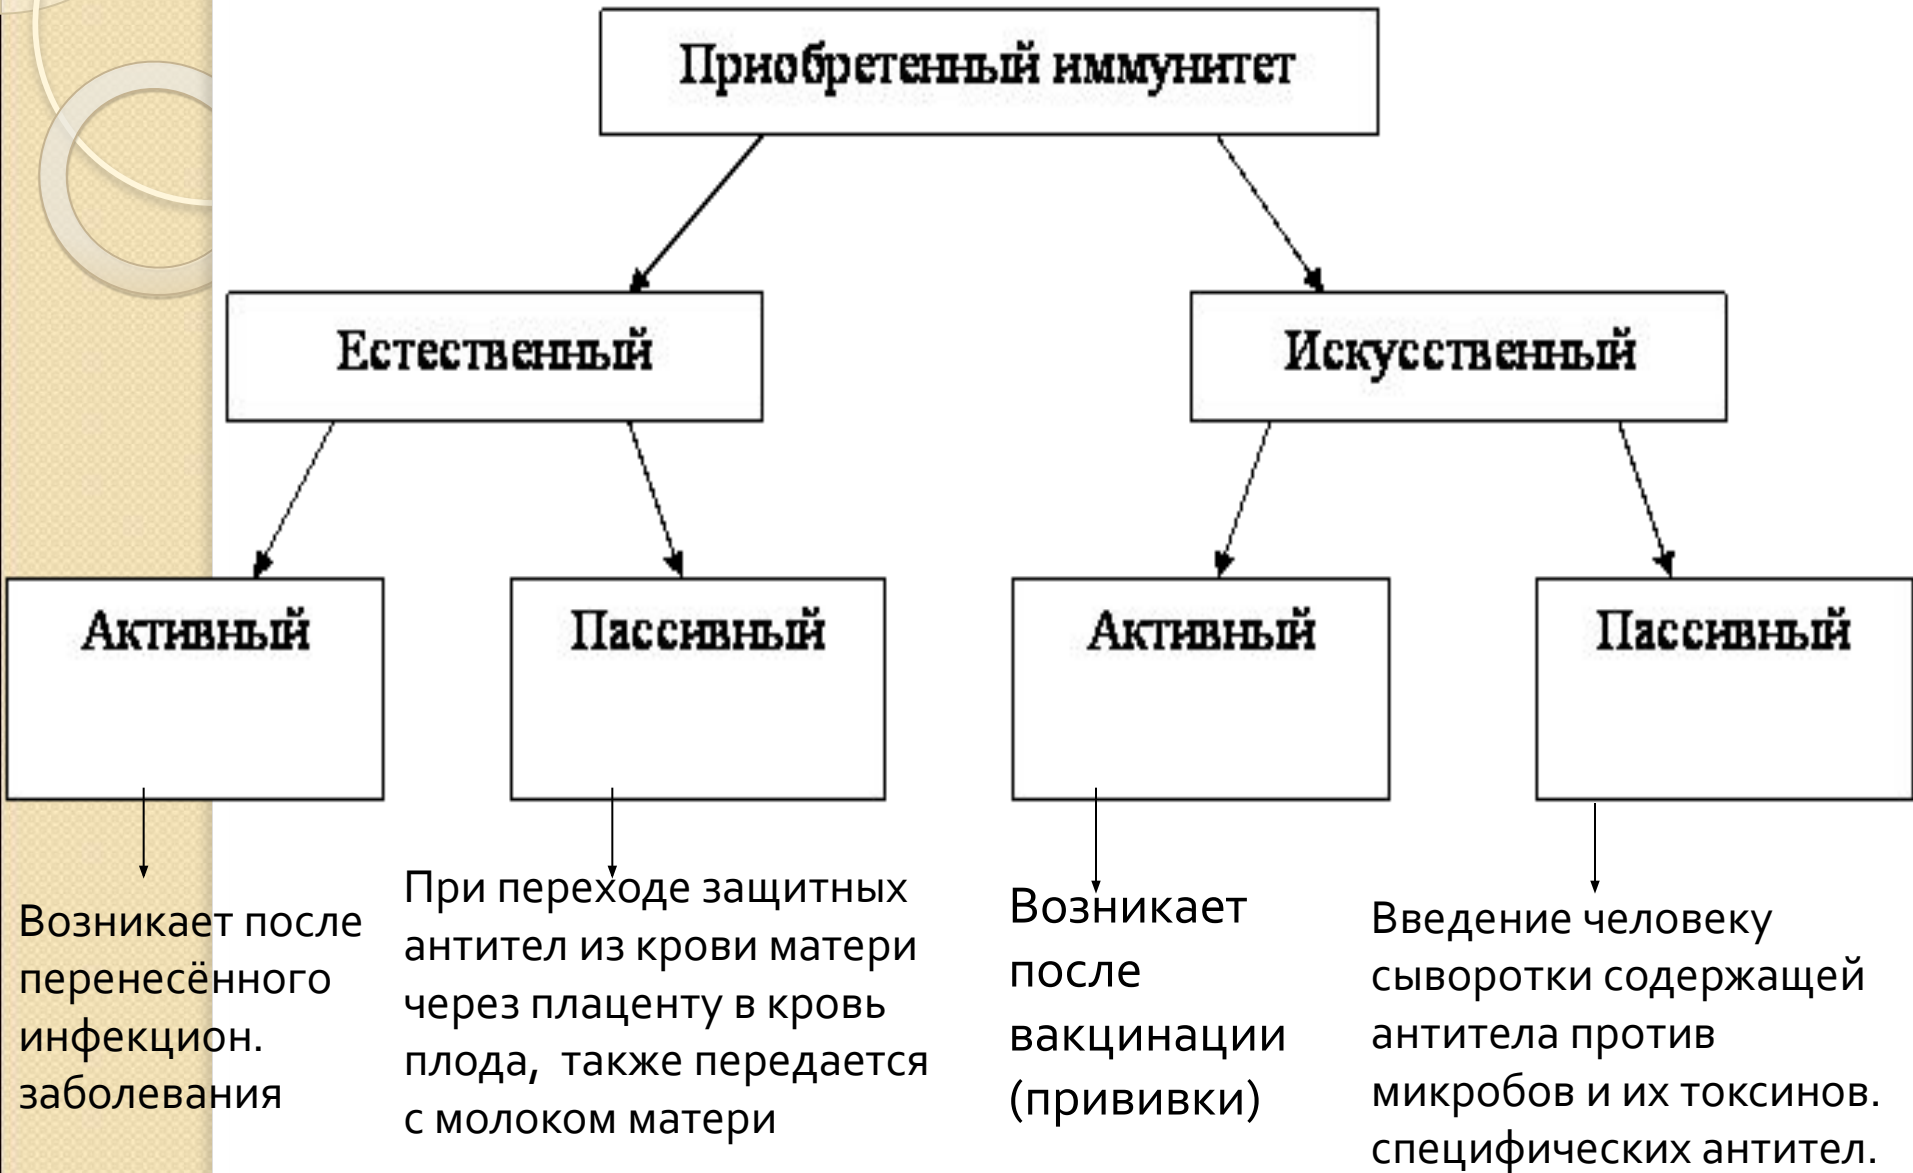 Приобретенный иммунитет
Естественный
Искусственный
Активный
Пассивный
Активный
Пассивный
Возникает после
перенесённого
инфекцион.
заболевания
При переходе защитных
антител из крови матери
через плаценту в кровь
плода, также передается
с молоком матери
Возникает
после
вакцинации
(прививки)
Введение человеку
сыворотки содержащей
антитела против
микробов и их токсинов.
специфических антител.